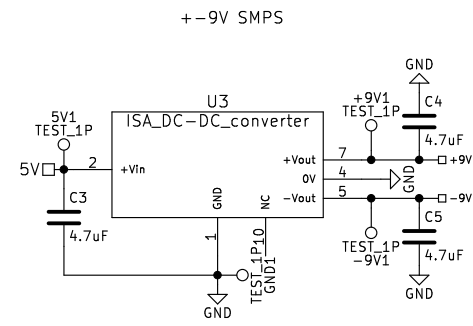 +-9V SMPS
GND
U3
ISA_DC-DC_converter
5V1
TEST_1P
+9V1
TEST_1P
C4
4.7uF
5V
2
+Vin
+Vout
7
+9V
0V
4
GND
-Vout
5
-9V
C3
4.7uF
GND
NC
1
10
TEST_1P
GND1
TEST_1P
-9V1
C5
4.7uF
GND
GND